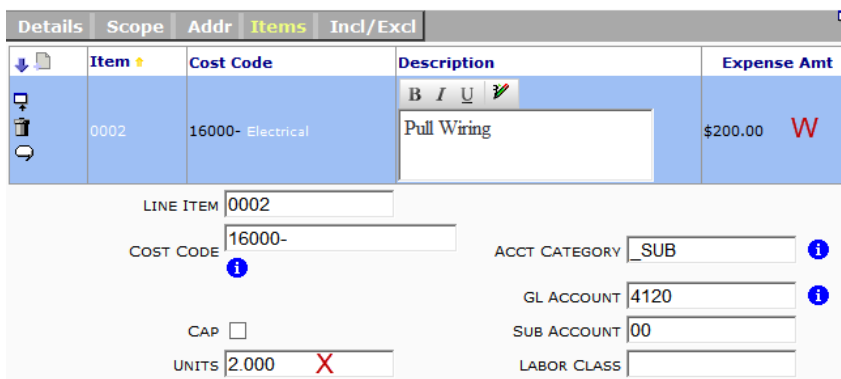 Details Scope Addr Items Incl/Excl
Item Cost Code Description Expense Amt
B I U
0002 16000- Electrical Pull Wiring $200.00 W
LINE ITEM 0002
COST CODE 16000- ACCT CATEGORY _SUB
GL ACCOUNT 4120
CAP SUB ACCOUNT 00
UNITS 2.000 X LABOR CLASS